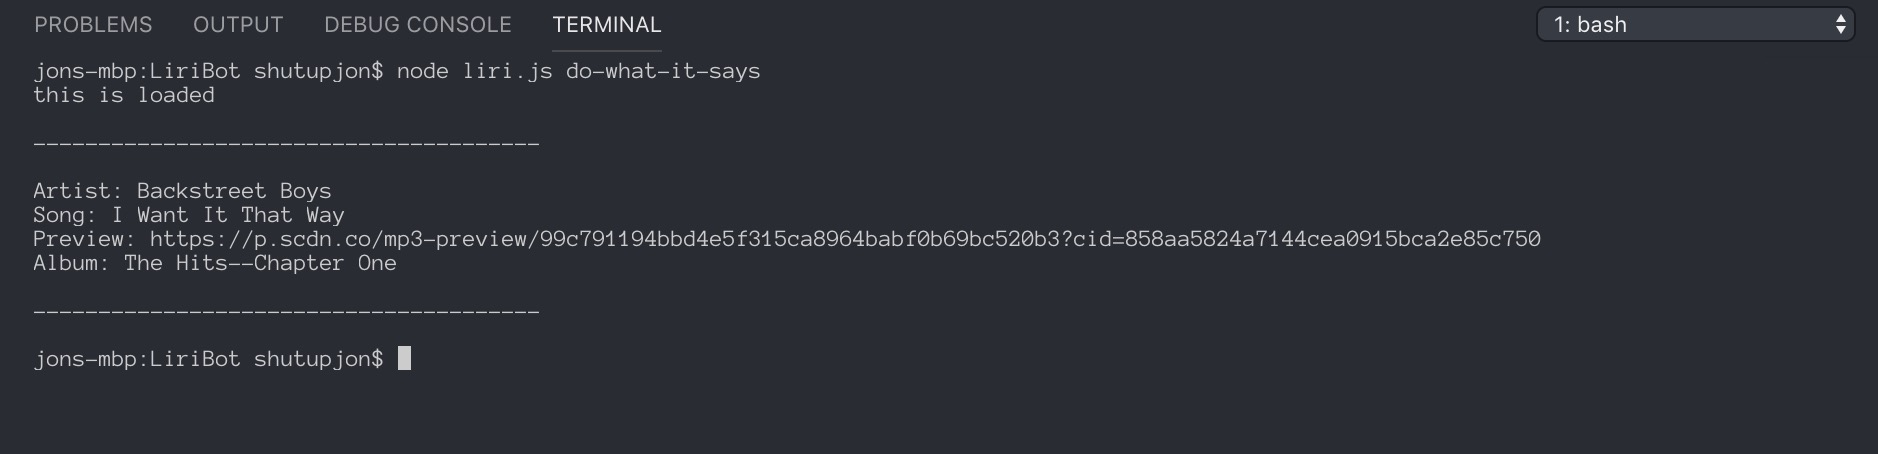 PROBLEMS OUTPUT DEBUG CONSOLE TERMINAL 1: bash
jons-mbp:LiriBot shutupjon$ node liri.js do-what-it-says
this is loaded
---------------------------------------
Artist: Backstreet Boys
Song: I Want It That Way
Preview: https://p.scdn.co/mp3-preview/99c791194bbd4e5f315ca8964babf0b69bc520b3?cid=858aa5824a7144cea0915bca2e85c750
Album: The Hits--Chapter One
---------------------------------------
jons-mbp:LiriBot shutupjon$